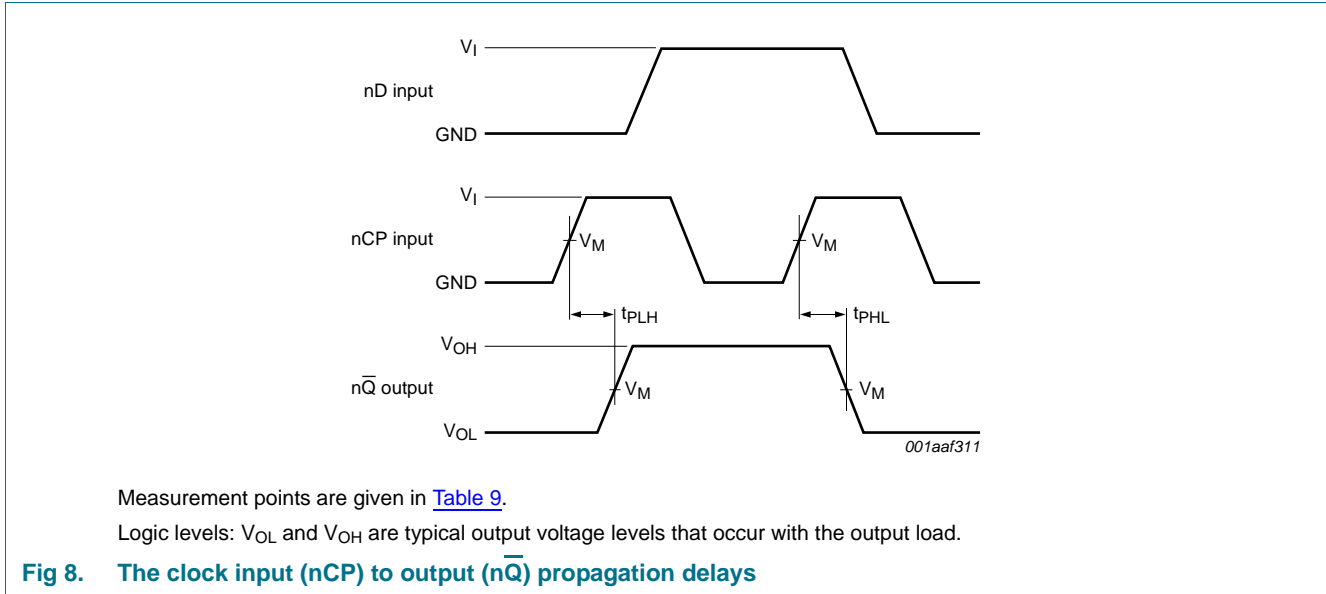 V_I
nD input
GND
V_I
nCP input
V_M
V_M
GND
t_PLH
t_PHL
V_OH
nQ̅ output
V_M
V_M
V_OL
001aaf311
Measurement points are given in Table 9.
Logic levels: V_OL and V_OH are typical output voltage levels that occur with the output load.
Fig 8. The clock input (nCP) to output (nQ̅) propagation delays